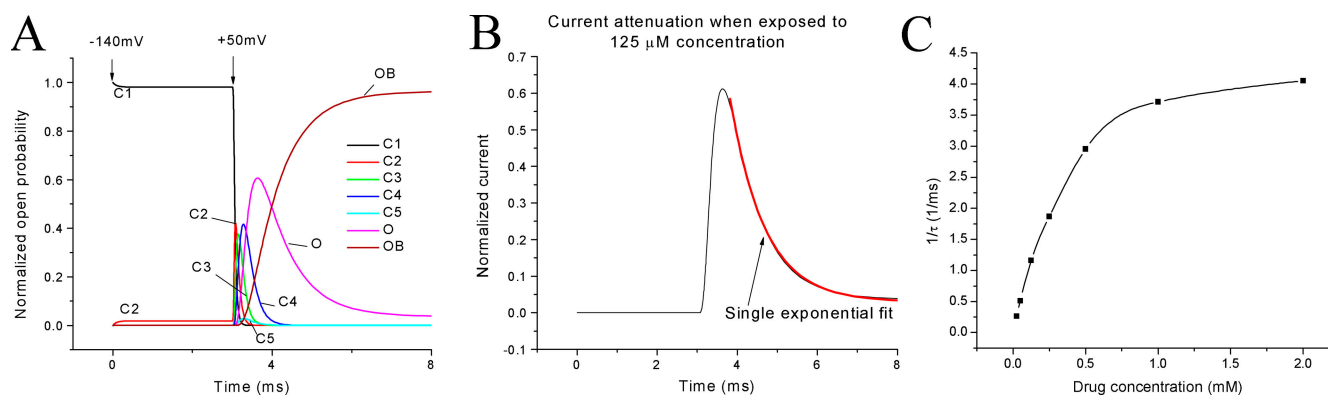 A
-140mV
+50mV
1.0
0.8
0.6
0.4
0.2
0.0
Normalized open probability
C1
C2
C2
C3
C4
C5
O
OB
C1
C2
C3
C4
C5
O
OB
0
2
4
6
8
Time (ms)
B
Current attenuation when exposed to
125 μM concentration
0.7
0.6
0.5
0.4
0.3
0.2
0.1
0.0
-0.1
Normalized current
Single exponential fit
0
2
4
6
8
Time (ms)
C
4.5
4.0
3.5
3.0
2.5
2.0
1.5
1.0
0.5
0.0
1/τ (1/ms)
0.0
0.5
1.0
1.5
2.0
Drug concentration (mM)